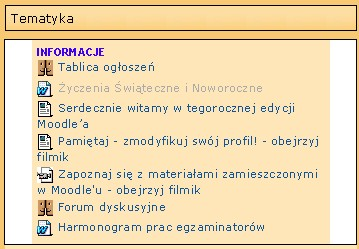 Tematyka
INFORMACJE
Tablica ogłoszeń
Życzenia Świąteczne i Noworoczne
Serdecznie witamy w tegorocznej edycji
Moodle'a
Pamiętaj - zmodyfikuj swój profil! - obejrzyj
filmik
Zapoznaj się z materiałami zamieszczonymi
w Moodle'u - obejrzyj filmik
Forum dyskusyjne
Harmonogram prac egzaminatorów